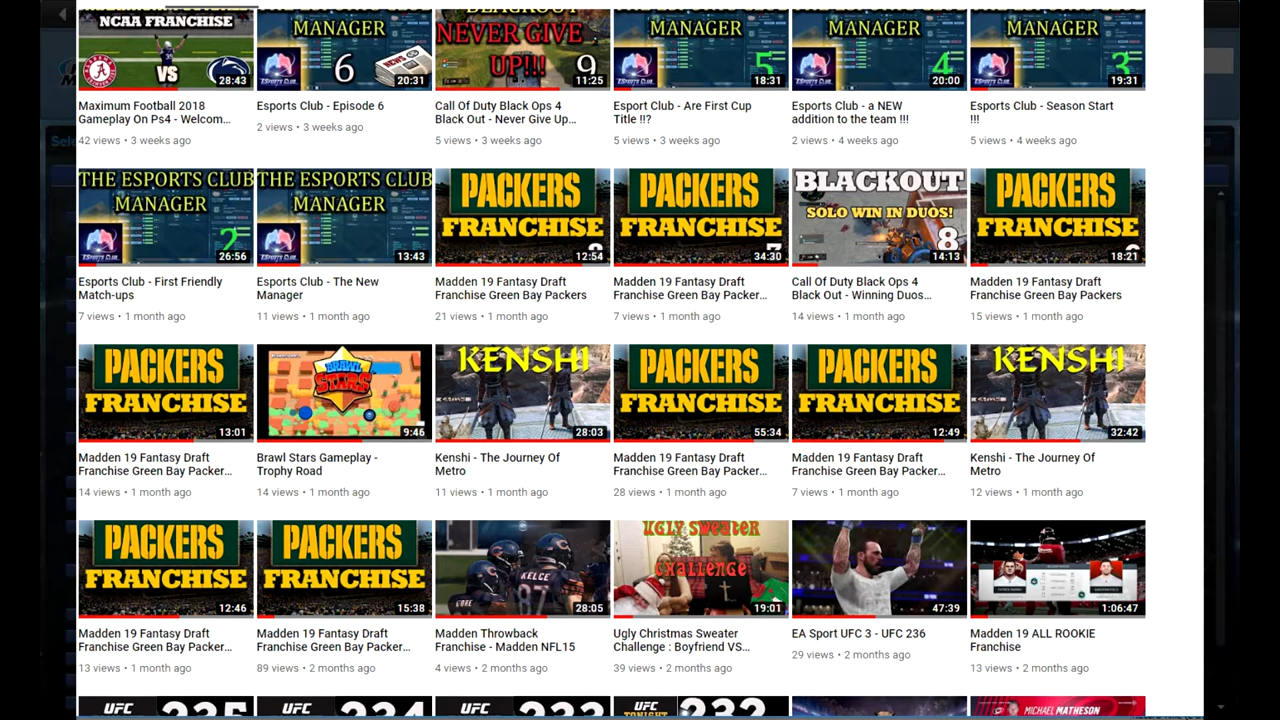 NCAA FRANCHISE
VS
28:43
MANAGER
6
NEWS
20:31
BLACKOUT
NEVER GIVE
UP!!!
9
11:25
MANAGER
5
18:31
MANAGER
4
20:00
MANAGER
3
19:31
Maximum Football 2018
Gameplay On Ps4 - Welcom...
42 views • 3 weeks ago
Esports Club - Episode 6
2 views • 3 weeks ago
Call Of Duty Black Ops 4
Black Out - Never Give Up...
5 views • 3 weeks ago
Esport Club - Are First Cup
Title !!?
5 views • 3 weeks ago
Esports Club - a NEW
addition to the team !!!
2 views • 4 weeks ago
Esports Club - Season Start
!!!
5 views • 4 weeks ago
THE ESPORTS CLUB
MANAGER
2
ESPORTS CLUB
26:56
THE ESPORTS CLUB
MANAGER
ESPORTS CLUB
13:43
PACKERS
FRANCHISE
12:54
PACKERS
FRANCHISE
34:30
BLACKOUT
SOLO WIN IN DUOS!
8
14:13
PACKERS
FRANCHISE
18:21
Esports Club - First Friendly
Match-ups
7 views • 1 month ago
Esports Club - The New
Manager
11 views • 1 month ago
Madden 19 Fantasy Draft
Franchise Green Bay Packers
21 views • 1 month ago
Madden 19 Fantasy Draft
Franchise Green Bay Packer...
7 views • 1 month ago
Call Of Duty Black Ops 4
Black Out - Winning Duos...
14 views • 1 month ago
Madden 19 Fantasy Draft
Franchise Green Bay Packers
15 views • 1 month ago
PACKERS
FRANCHISE
13:01
BRAWL
STARS
9:46
KENSHI
28:03
PACKERS
FRANCHISE
55:34
PACKERS
FRANCHISE
12:49
KENSHI
32:42
Madden 19 Fantasy Draft
Franchise Green Bay Packer...
14 views • 1 month ago
Brawl Stars Gameplay -
Trophy Road
14 views • 1 month ago
Kenshi - The Journey Of
Metro
11 views • 1 month ago
Madden 19 Fantasy Draft
Franchise Green Bay Packer...
28 views • 1 month ago
Madden 19 Fantasy Draft
Franchise Green Bay Packer...
7 views • 1 month ago
Kenshi - The Journey Of
Metro
12 views • 1 month ago
PACKERS
FRANCHISE
12:46
PACKERS
FRANCHISE
15:38
KELCE
28:05
UGLY SWEATER
CHALLENGE
19:01
47:39
1:06:47
Madden 19 Fantasy Draft
Franchise Green Bay Packer...
13 views • 1 month ago
Madden 19 Fantasy Draft
Franchise Green Bay Packer...
89 views • 2 months ago
Madden Throwback
Franchise - Madden NFL15
4 views • 2 months ago
Ugly Christmas Sweater
Challenge : Boyfriend VS...
39 views • 2 months ago
EA Sport UFC 3 - UFC 236
29 views • 2 months ago
Madden 19 ALL ROOKIE
Franchise
13 views • 2 months ago
UFC 235
UFC 234
UFC 233
UFC
TONIGHT
232
MICHAEL MATHESON